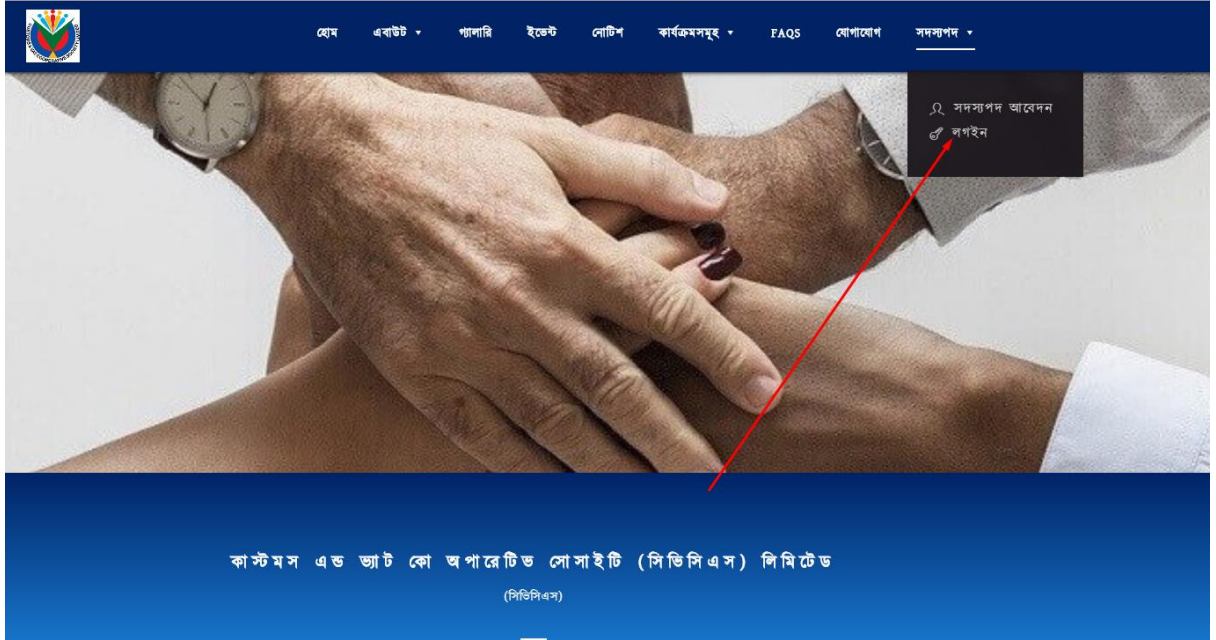 হোম এবাউট গ্যালারি ইভেন্ট নোটিশ কার্যক্রমসমূহ FAQS যোগাযোগ সদস্যপদ
সদস্যপদ আবেদন
লগইন
কাস্টমস এন্ড ভ্যাট কো অপারেটিভ সোসাইটি (সিভিসিএস) লিমিটেড
(সিভিসিএস)